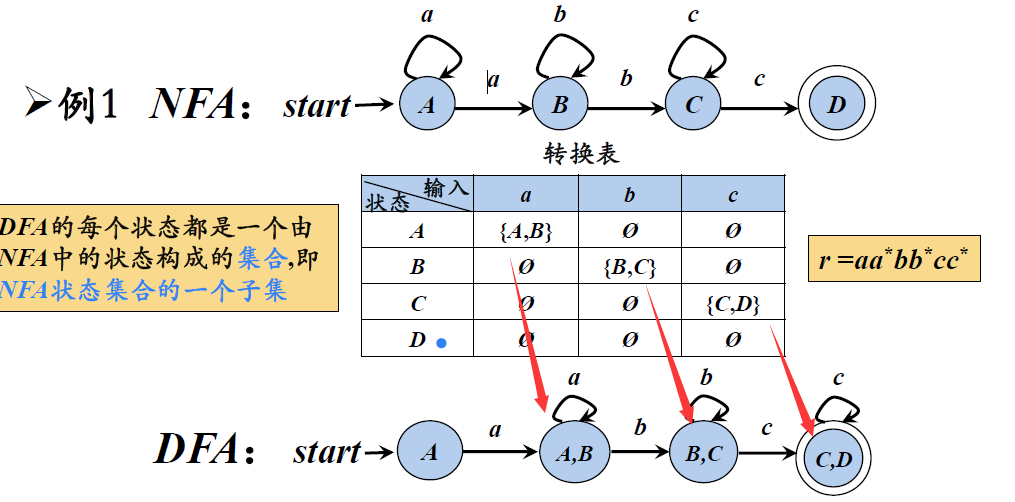 a b c
➢例1 NFA： start A a B b C c D
转换表
状态 输入 a b c
A {A,B} Ø Ø
B Ø {B,C} Ø
C Ø Ø {C,D}
D Ø Ø Ø
DFA的每个状态都是一个由
NFA中的状态构成的集合,即
NFA状态集合的一个子集
r =aa*bb*cc*
a b c
DFA： start A a A,B b B,C c C,D